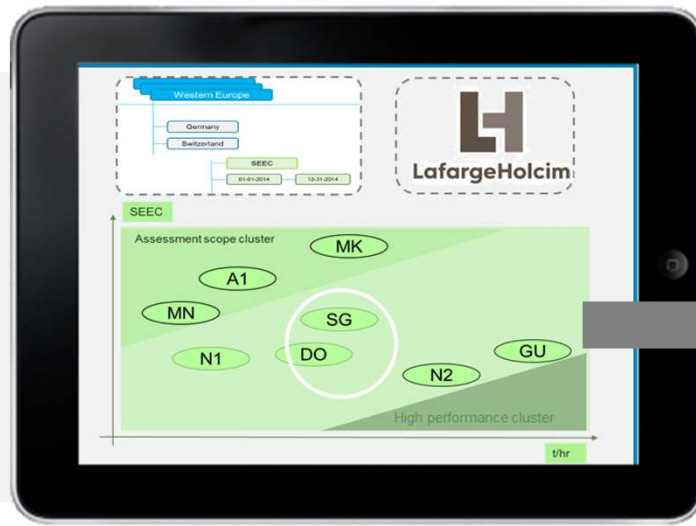 Western Europe
Germany
Switzerland
SEEC
01-01-2014
12-31-2014
LH
LafargeHolcim
SEEC
Assessment scope cluster
MK
A1
MN
SG
N1
DO
GU
N2
High performance cluster
t/hr